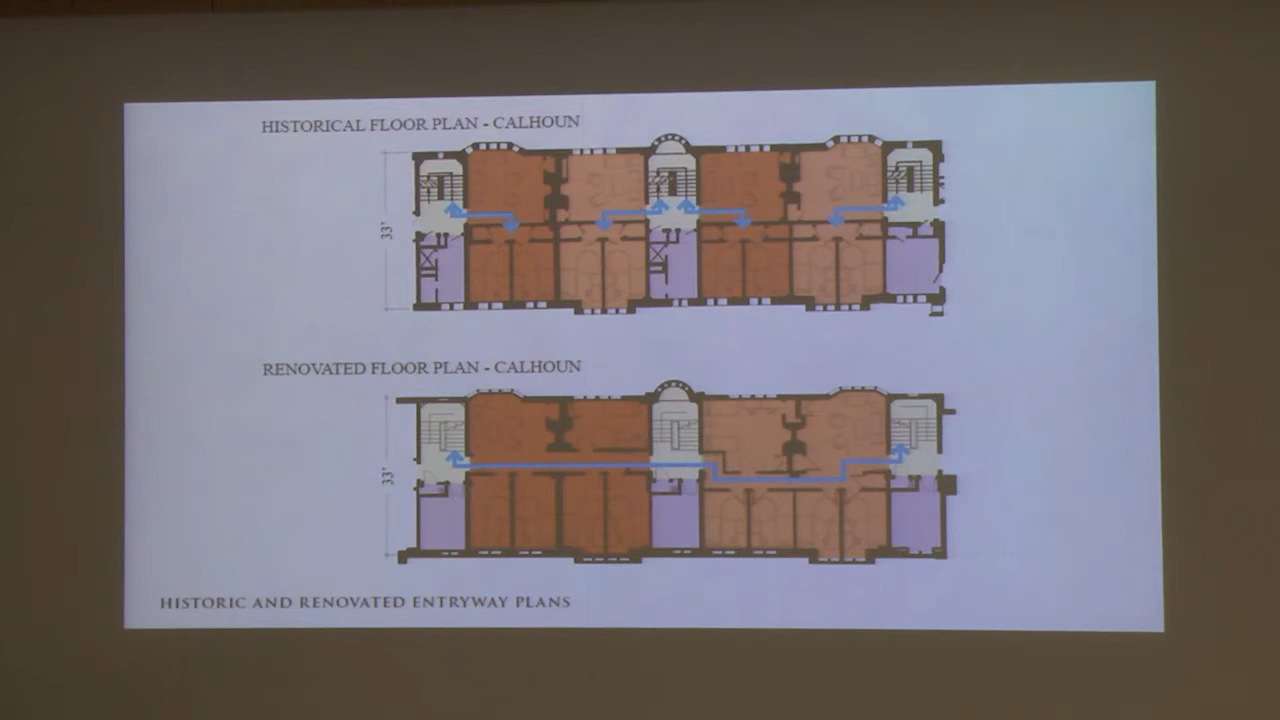 HISTORICAL FLOOR PLAN - CALHOUN
33'
RENOVATED FLOOR PLAN - CALHOUN
33'
HISTORIC AND RENOVATED ENTRYWAY PLANS